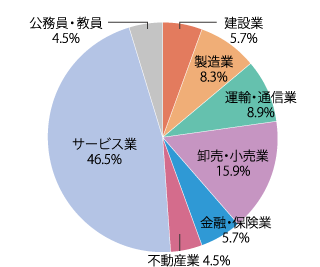 公務員・教員
4.5%
建設業
5.7%
製造業
8.3%
運輸・通信業
8.9%
卸売・小売業
15.9%
金融・保険業
5.7%
不動産業 4.5%
サービス業
46.5%